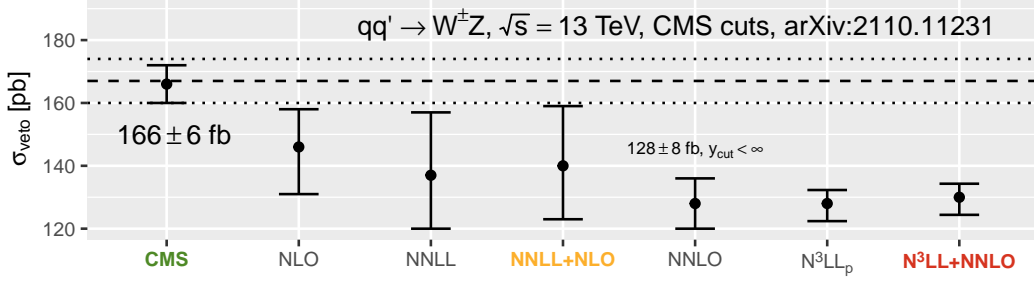 qq' → W±Z, √s = 13 TeV, CMS cuts, arXiv:2110.11231
σveto [pb]
180
160
140
120
166 ± 6 fb
128 ± 8 fb, ycut < ∞
CMS NLO NNLL NNLL+NLO NNLO N³LLp N³LL+NNLO